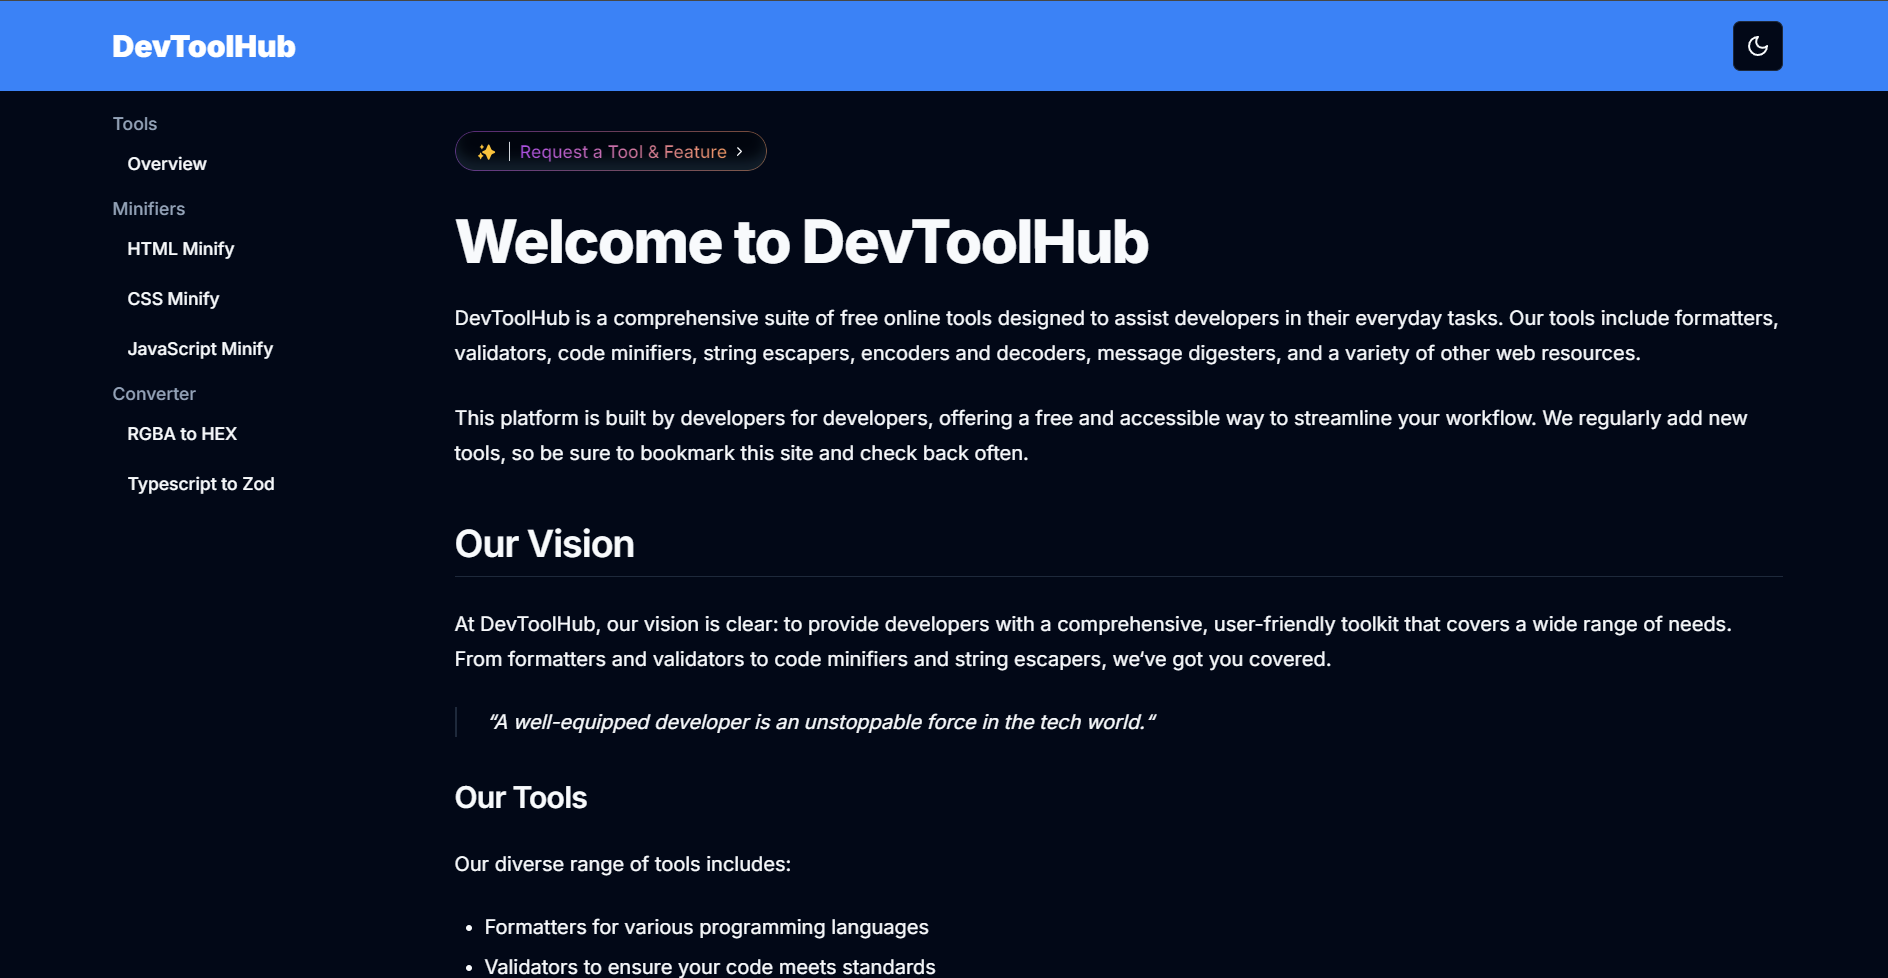 DevToolHub
Tools
Overview
Minifiers
HTML Minify
CSS Minify
JavaScript Minify
Converter
RGBA to HEX
Typescript to Zod
Request a Tool & Feature
Welcome to DevToolHub
DevToolHub is a comprehensive suite of free online tools designed to assist developers in their everyday tasks. Our tools include formatters,
validators, code minifiers, string escapers, encoders and decoders, message digesters, and a variety of other web resources.
This platform is built by developers for developers, offering a free and accessible way to streamline your workflow. We regularly add new
tools, so be sure to bookmark this site and check back often.
Our Vision
At DevToolHub, our vision is clear: to provide developers with a comprehensive, user-friendly toolkit that covers a wide range of needs.
From formatters and validators to code minifiers and string escapers, we‘ve got you covered.
“A well-equipped developer is an unstoppable force in the tech world.“
Our Tools
Our diverse range of tools includes:
• Formatters for various programming languages
• Validators to ensure your code meets standards